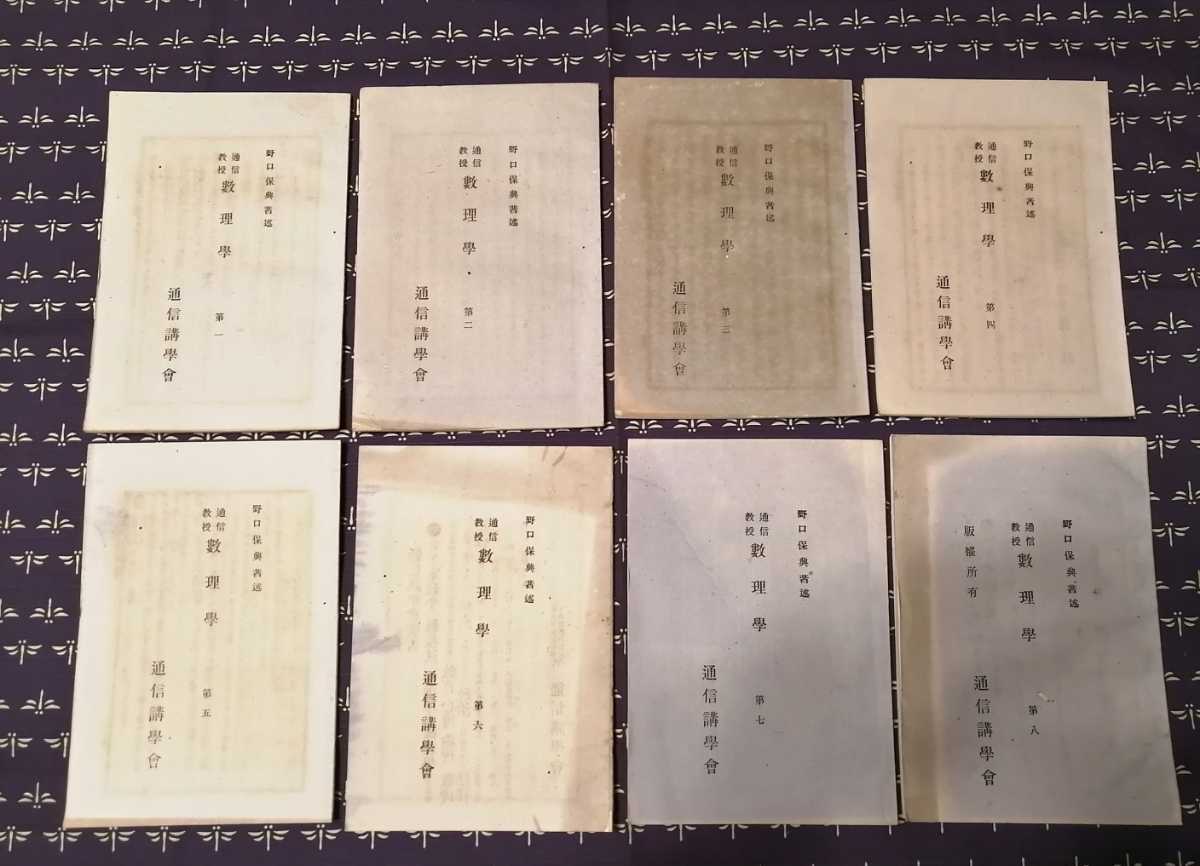 野口保興著述
通信教授 數理學 第一
通信講學會
野口保興著述
通信教授 數理學 第二
通信講學會
野口保興著述
通信教授 數理學 第三
通信講學會
野口保興著述
通信教授 數理學 第四
通信講學會
野口保興著述
通信教授 數理學 第五
通信講學會
野口保興著述
通信教授 數理學 第六
通信講學會
野口保興著述
通信教授 數理學 第七
通信講學會
野口保興著述
通信教授 數理學 第八
版權所有
通信講學會